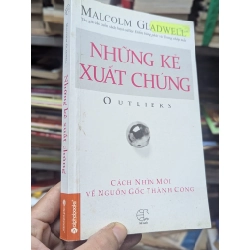 MALCOLM GLADWELL
NHỮNG KẺ
XUẤT CHÚNG
OUTLIERS
CÁCH NHÌN MỚI
VỀ NGUỒN GỐC THÀNH CÔNG
Những kẻ xuất chúng
alphabooks